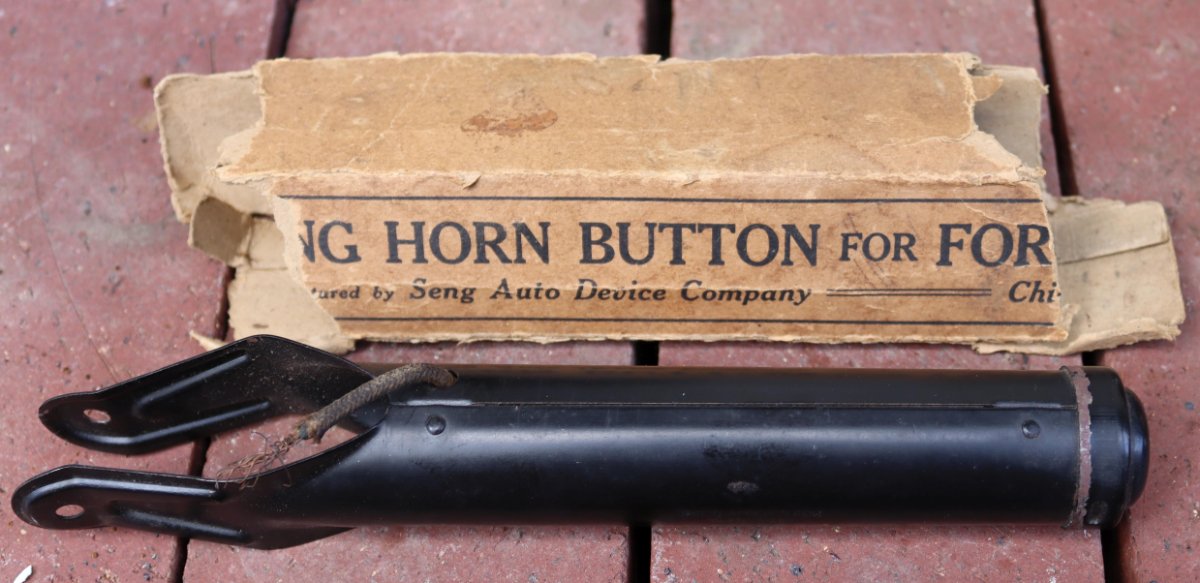 NG HORN BUTTON FOR FOR
tured by Seng Auto Device Company Chi